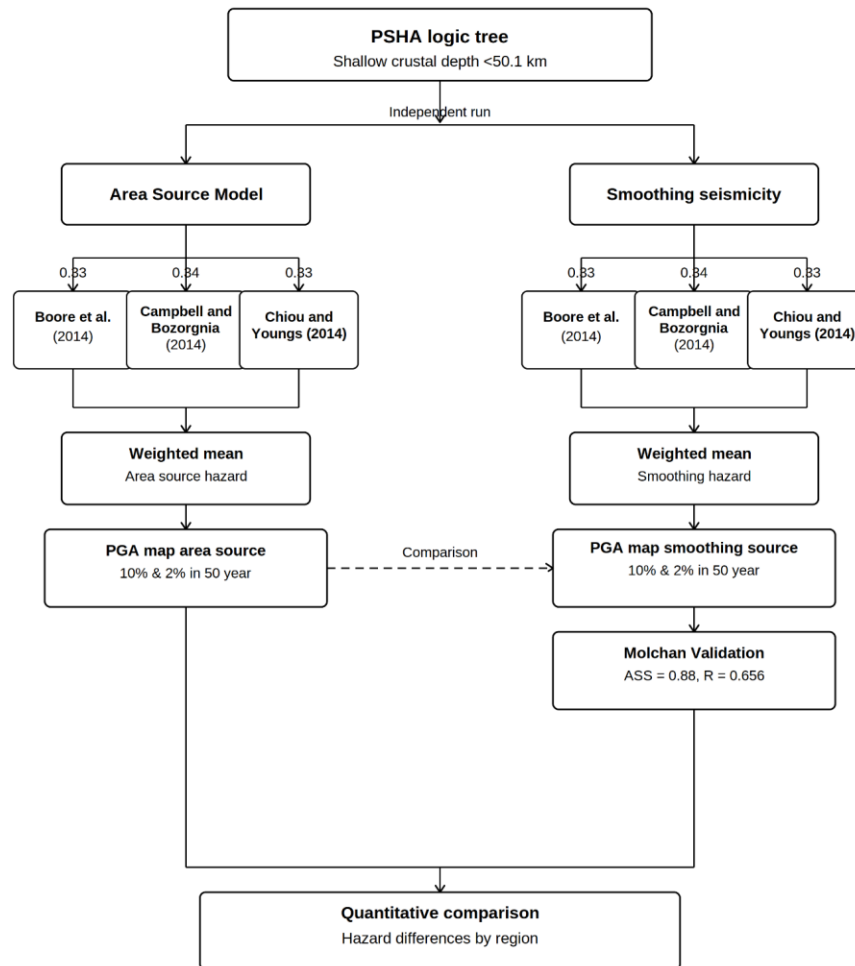 PSHA logic tree
Shallow crustal depth <50.1 km
Independent run
Area Source Model
Smoothing seismicity
0.33
0.34
0.33
0.33
0.34
0.33
Boore et al.
(2014)
Campbell and
Bozorgnia
(2014)
Chiou and
Youngs (2014)
Boore et al.
(2014)
Campbell and
Bozorgnia
(2014)
Chiou and
Youngs (2014)
Weighted mean
Area source hazard
Weighted mean
Smoothing hazard
PGA map area source
10% & 2% in 50 year
Comparison
PGA map smoothing source
10% & 2% in 50 year
Molchan Validation
ASS = 0.88, R = 0.656
Quantitative comparison
Hazard differences by region